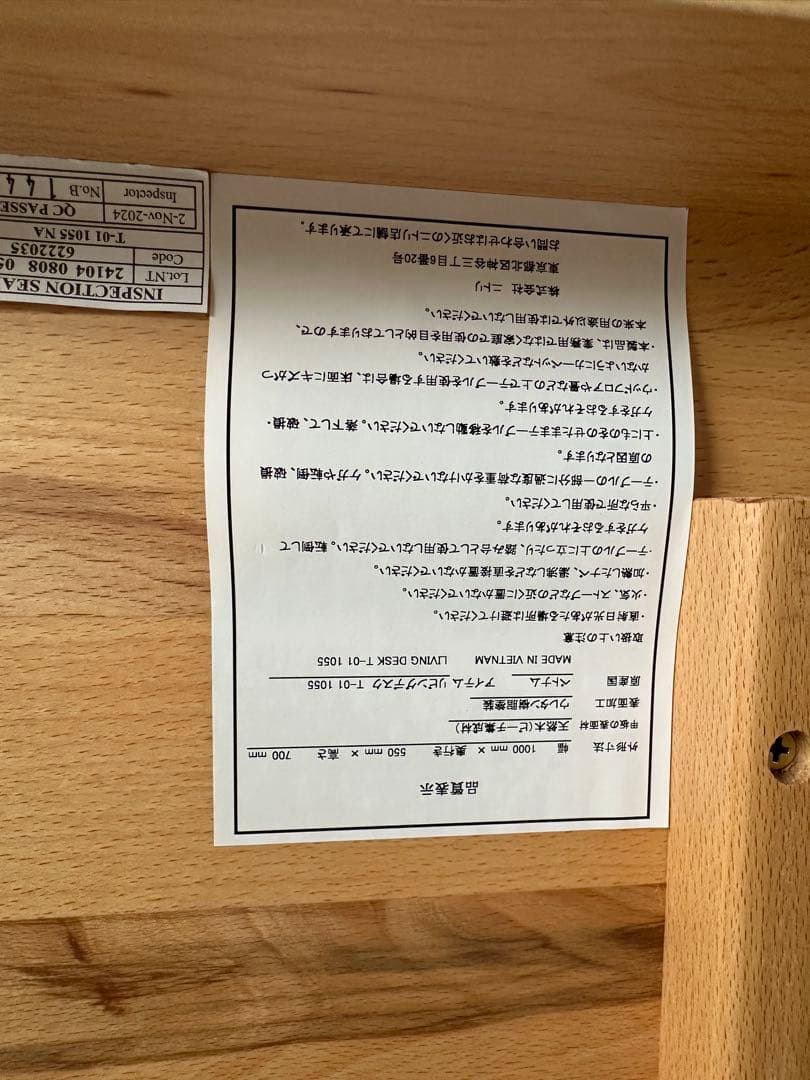 品質表示
外形寸法 幅 1000 mm × 奥行き 550 mm × 高さ 700 mm
甲板の表面材 天然木(ビーチ集成材)
表面加工 ウレタン樹脂塗装
原産国 ベトナム アイテム リビングデスク T-01 1055
MADE IN VIETNAM LIVING DESK T-01 1055
取扱い上の注意
・直射日光があたる場所は避けてください。
・火気、ストーブなどの近くに置かないでください。
・加熱したナベ、湯沸しなどを直接置かないでください。
・テーブルの上に立ったり、踏み台として使用しないでください。転倒して
ケガをするおそれがあります。
・平らな所で使用してください。
・テーブルの一部分に過度な荷重をかけないでください。ケガや転倒、破損
の原因となります。
・上にものをのせたままテーブルを移動しないでください。落下して、破損・
ケガをするおそれがあります。
・ウッドフロアや畳などの上でテーブルを使用する場合は、床面にキズがつ
かないようにカーペットなどを敷いてください。
・本製品は、業務用ではなく家庭での使用を目的としておりますので、
本来の用途以外では使用しないでください。
株式会社 ニトリ
東京都北区神谷三丁目6番20号
お問い合わせはお近くのニトリ店舗にて承ります。
INSPECTION SEA
Lot.NT 24104 0808
Code 6222035
T-01 1055 NA
2-Nov-2024 QC PASSE
Inspector No.B 1 4 4